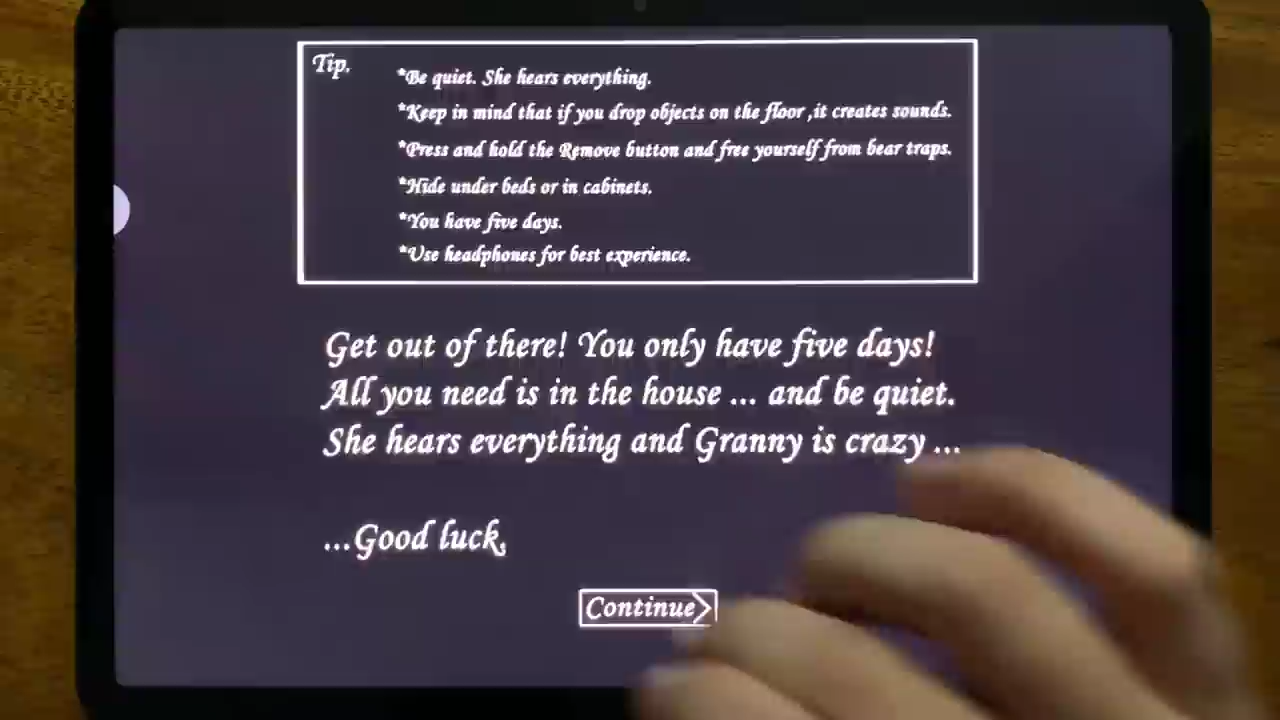 Tip.
*Be quiet. She hears everything.
*Keep in mind that if you drop objects on the floor ,it creates sounds.
*Press and hold the Remove button and free yourself from bear traps.
*Hide under beds or in cabinets.
*You have five days.
*Use headphones for best experience.
Get out of there! You only have five days!
All you need is in the house ... and be quiet.
She hears everything and Granny is crazy ...
...Good luck.
Continue>